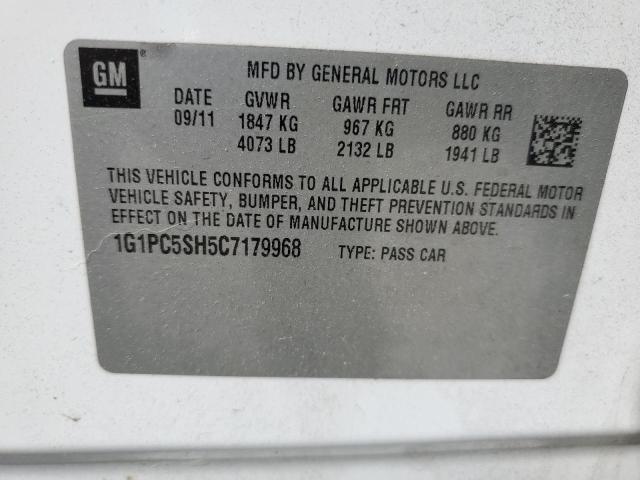 GM
®
MFD BY GENERAL MOTORS LLC
DATE GVWR GAWR FRT GAWR RR
09/11 1847 KG 967 KG 880 KG
4073 LB 2132 LB 1941 LB
THIS VEHICLE CONFORMS TO ALL APPLICABLE U.S. FEDERAL MOTOR
VEHICLE SAFETY, BUMPER, AND THEFT PREVENTION STANDARDS IN
EFFECT ON THE DATE OF MANUFACTURE SHOWN ABOVE.
1G1PC5SH5C7179968 TYPE: PASS CAR